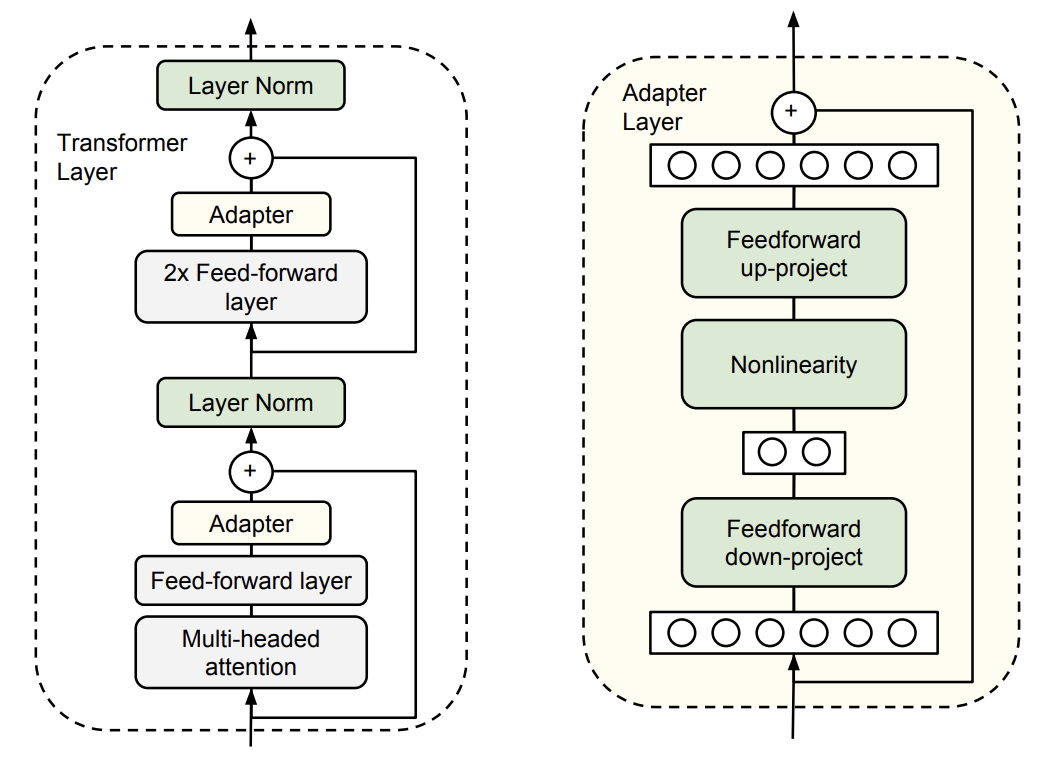 Layer Norm
Transformer
Layer
+
Adapter
2x Feed-forward
layer
Layer Norm
+
Adapter
Feed-forward layer
Multi-headed
attention
Adapter
Layer
+
Feedforward
up-project
Nonlinearity
Feedforward
down-project